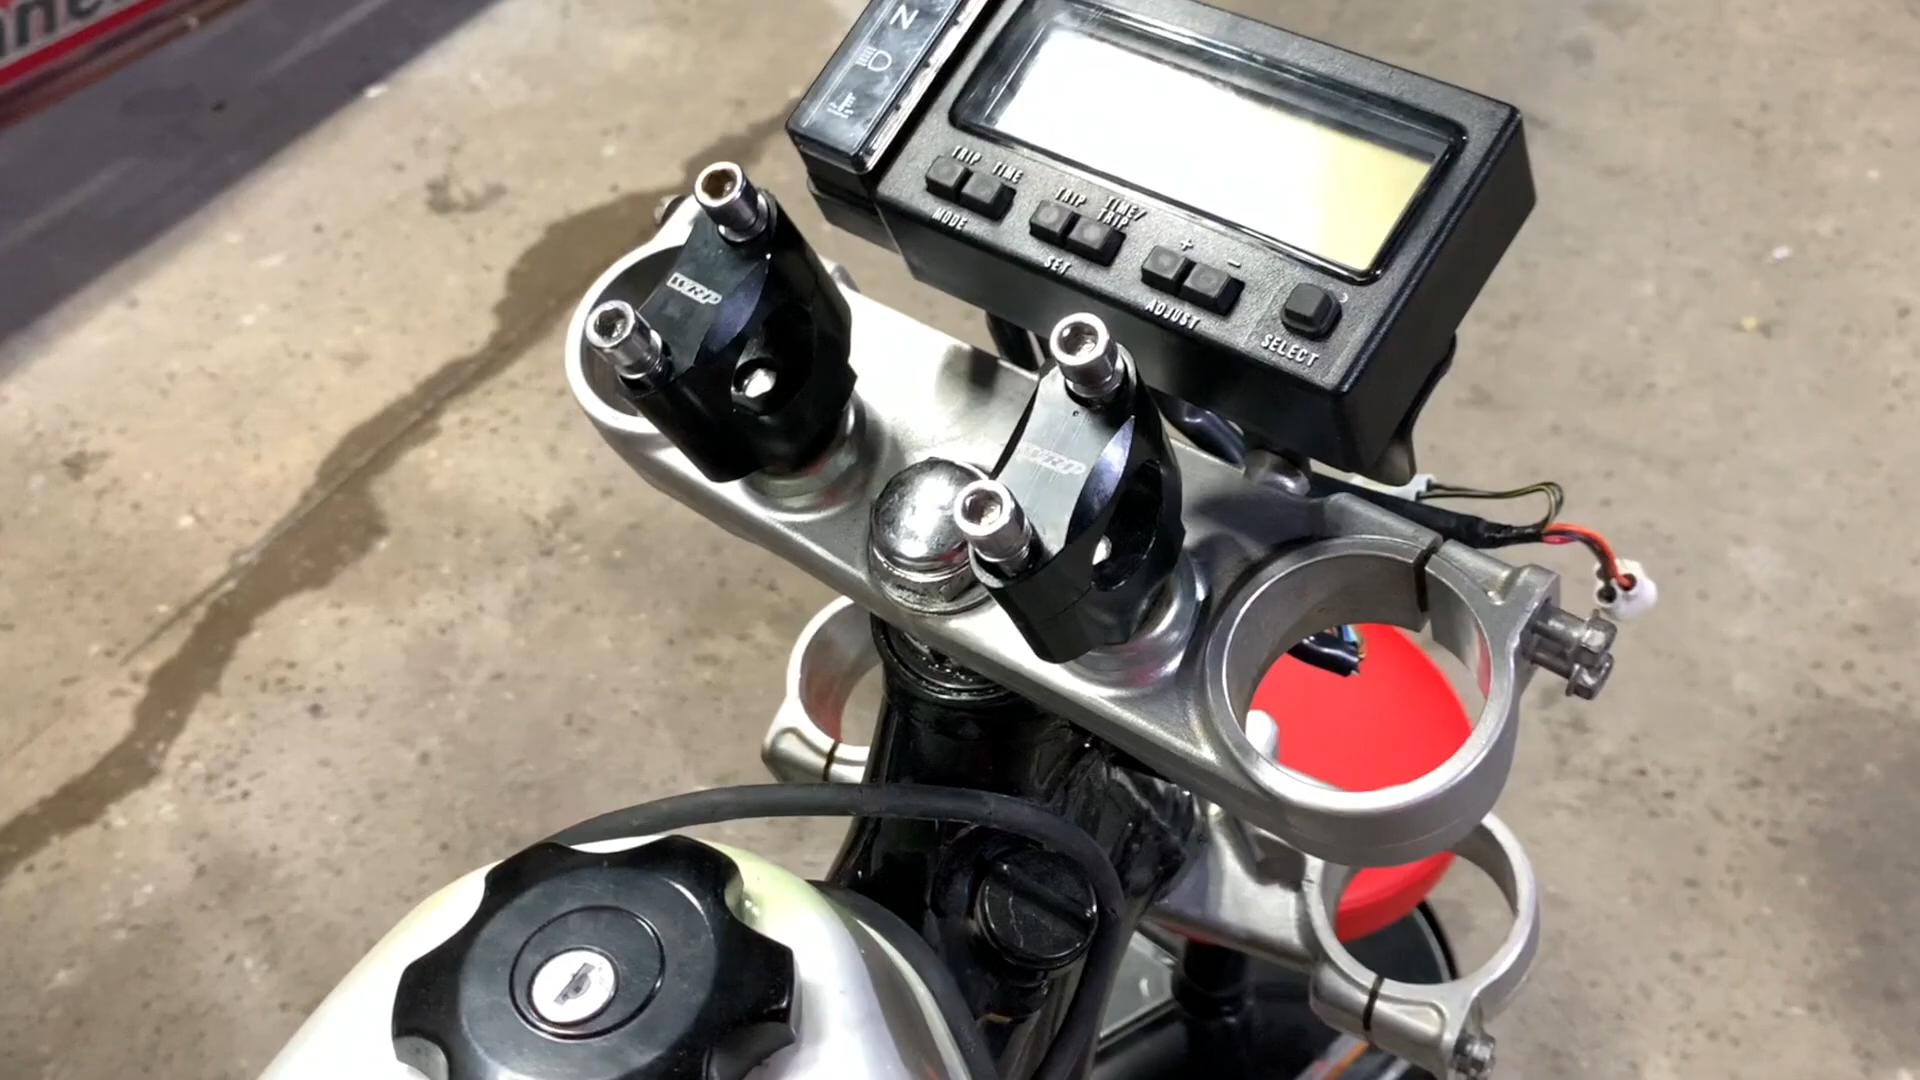 N
TRIP TIME
MODE
TRIP TIME/
TRIP
SET
+ -
ADJUST
SELECT
WRP
WRP